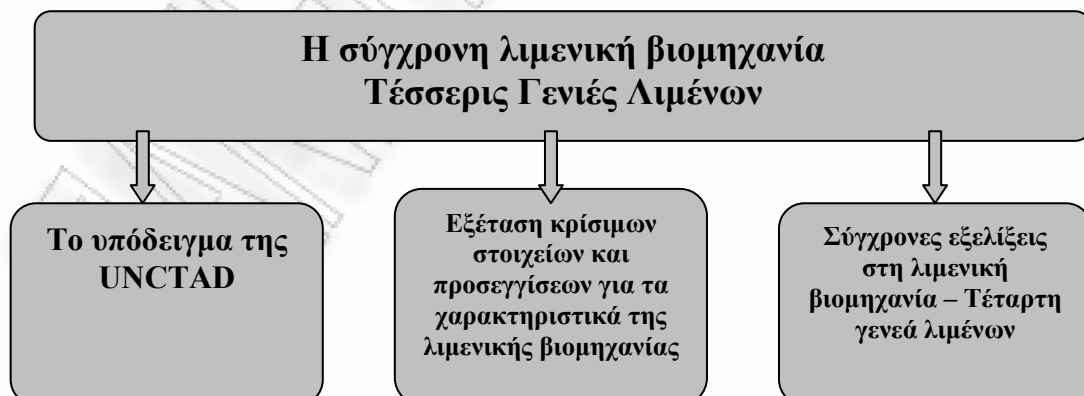 Η σύγχρονη λιμενική βιομηχανία
Τέσσερις Γενιές Λιμένων
Το υπόδειγμα της
UNCTAD
Εξέταση κρίσιμων
στοιχείων και
προσεγγίσεων για τα
χαρακτηριστικά της
λιμενικής βιομηχανίας
Σύγχρονες εξελίξεις
στη λιμενική
βιομηχανία – Τέταρτη
γενεά λιμένων